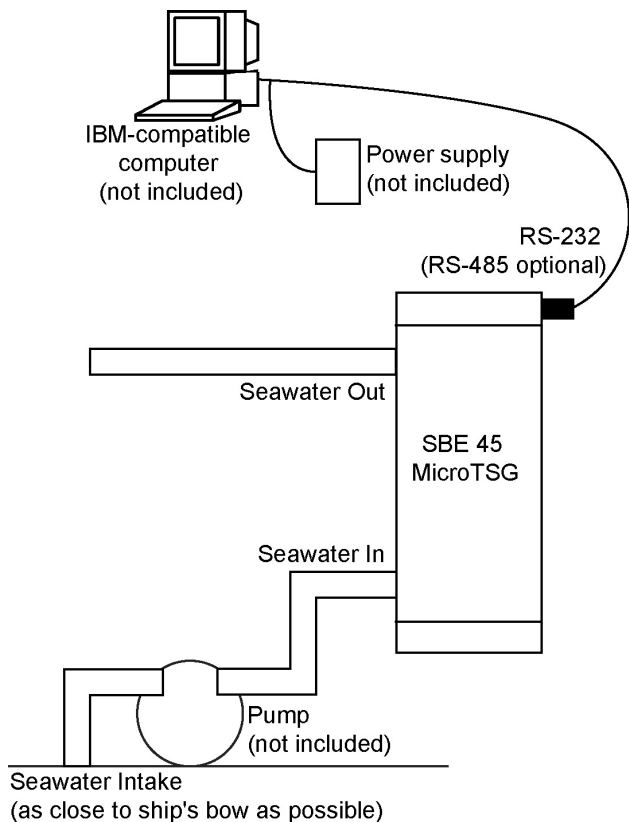 IBM-compatible
computer
(not included)
Power supply
(not included)
RS-232
(RS-485 optional)
Seawater Out
SBE 45
MicroTSG
Seawater In
Pump
(not included)
Seawater Intake
(as close to ship's bow as possible)